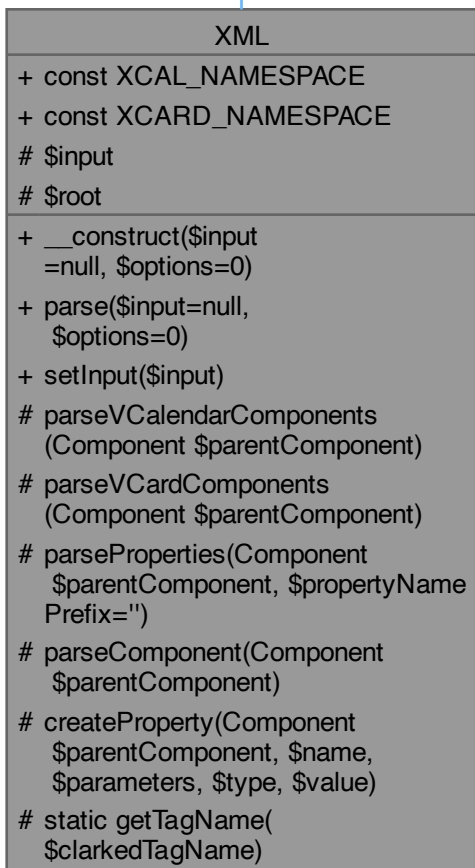 XML
+ const XCAL_NAMESPACE
+ const XCARD_NAMESPACE
# $input
# $root
+ __construct($input
=null, $options=0)
+ parse($input=null,
$options=0)
+ setInput($input)
# parseVCalendarComponents
(Component $parentComponent)
# parseVCardComponents
(Component $parentComponent)
# parseProperties(Component
$parentComponent, $propertyName
Prefix='')
# parseComponent(Component
$parentComponent)
# createProperty(Component
$parentComponent, $name,
$parameters, $type, $value)
# static getTagName(
$clarkedTagName)